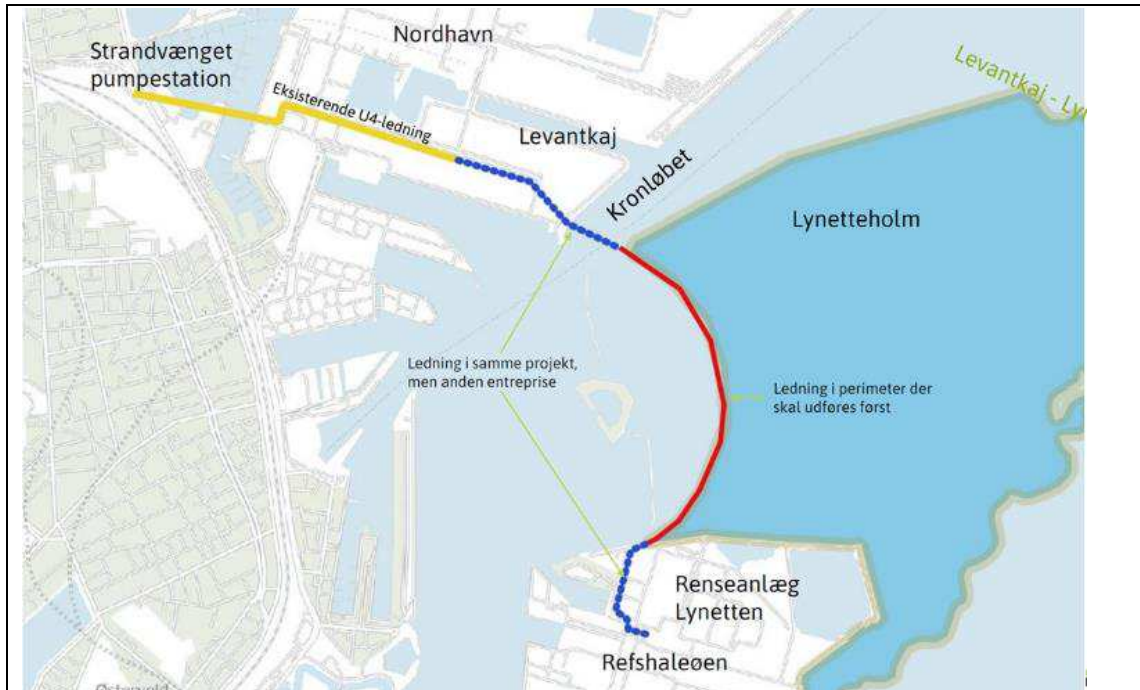 Nordhavn
Strandvænget
pumpestation
Eksisterende U4-ledning
Levantkaj
Levantkaj - Ly
Kronløbet
Lynetteholm
Ledning i samme projekt,
men anden entreprise
Ledning i perimeter der
skal udføres først
Renseanlæg
Lynetten
Refshaleøen